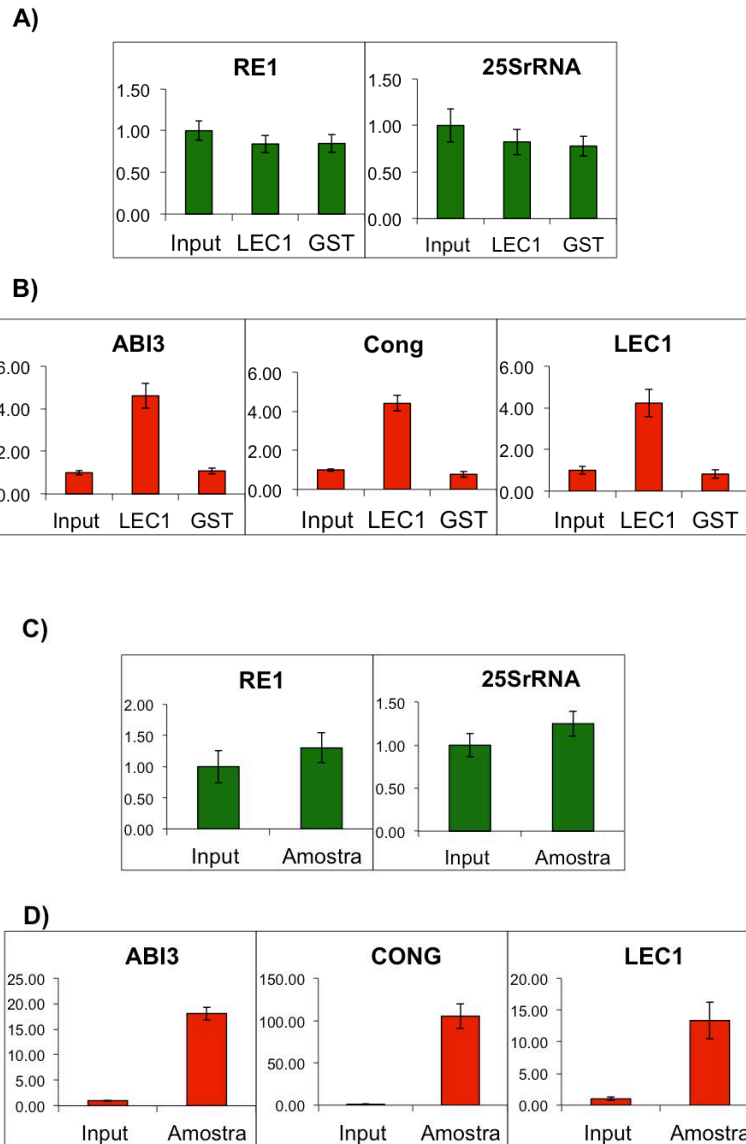 A)
RE1
1.50
1.00
0.50
0.00
Input LEC1 GST
25SrRNA
1.50
1.00
0.50
0.00
Input LEC1 GST
B)
ABI3
6.00
4.00
2.00
0.00
Input LEC1 GST
Cong
6.00
4.00
2.00
0.00
Input LEC1 GST
LEC1
6.00
4.00
2.00
0.00
Input LEC1 GST
C)
RE1
2.00
1.50
1.00
0.50
0.00
Input Amostra
25SrRNA
1.50
1.00
0.50
0.00
Input Amostra
D)
ABI3
25.00
20.00
15.00
10.00
5.00
0.00
Input Amostra
CONG
150.00
100.00
50.00
0.00
Input Amostra
LEC1
20.00
15.00
10.00
5.00
0.00
Input Amostra